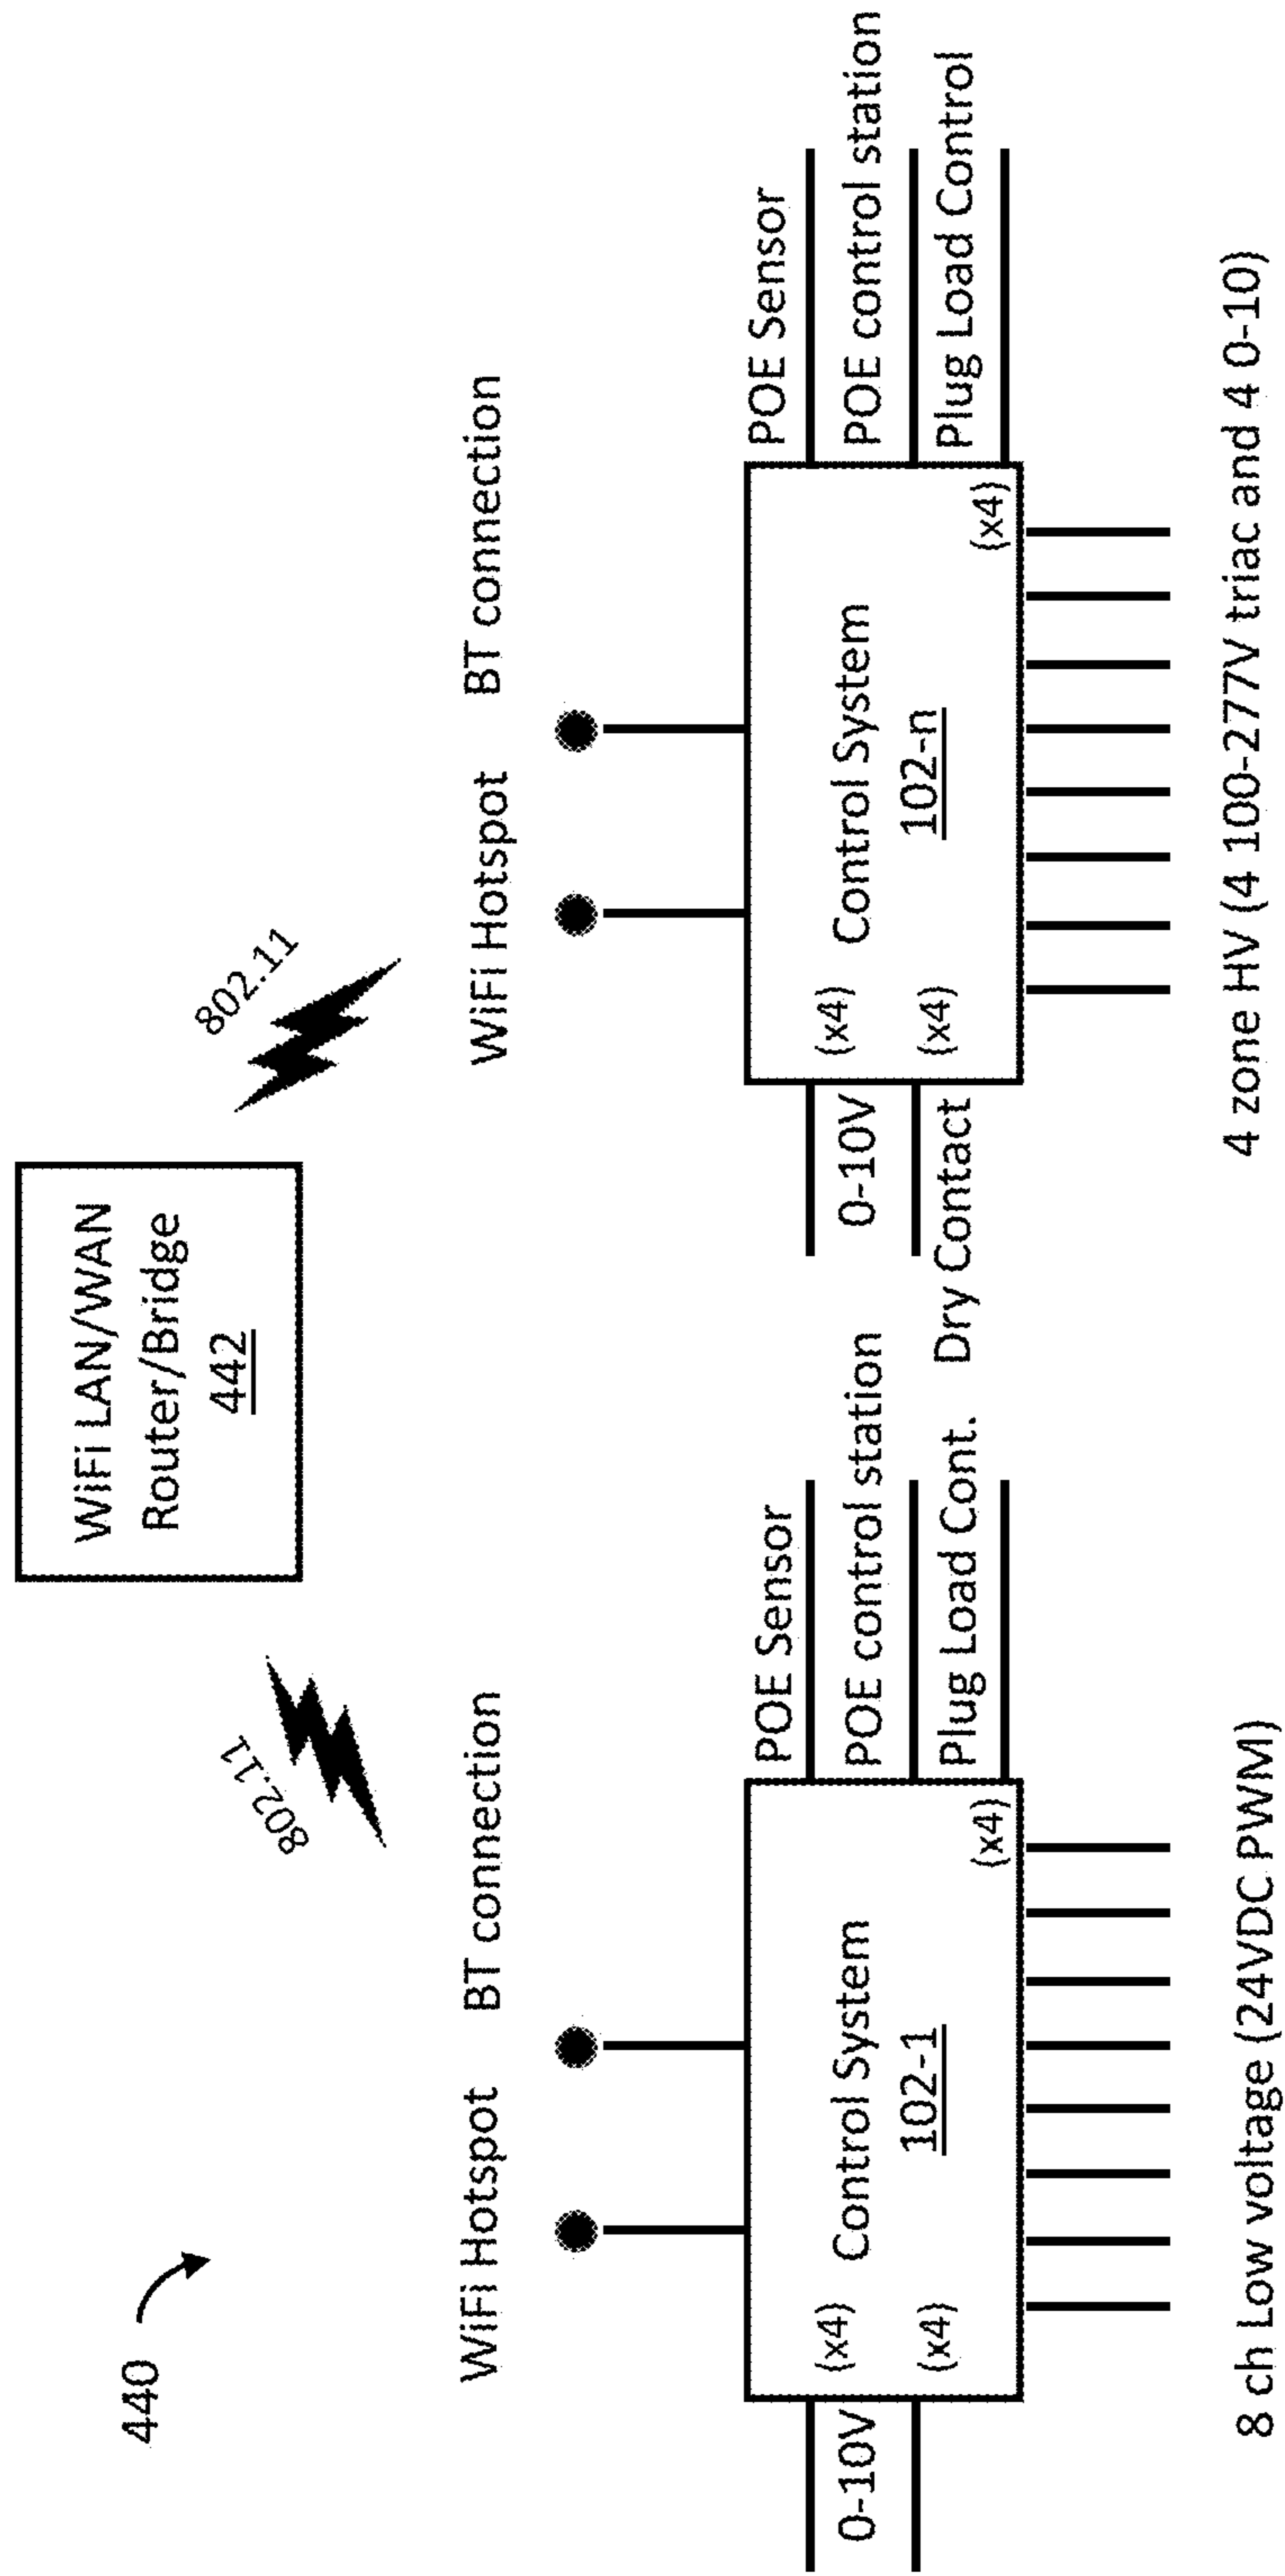 440
WiFi LAN/WAN
Router/Bridge
442
802.11
802.11
WiFi Hotspot
BT connection
WiFi Hotspot
BT connection
0-10V
(x4)
(x4)
Control System
102-1
(x4)
POE Sensor
POE control station
Plug Load Cont.
8 ch Low voltage (24VDC PWM)
0-10V
Dry Contact
(x4)
(x4)
Control System
102-n
(x4)
POE Sensor
POE control station
Plug Load Control
4 zone HV (4 100-277V triac and 4 0-10)